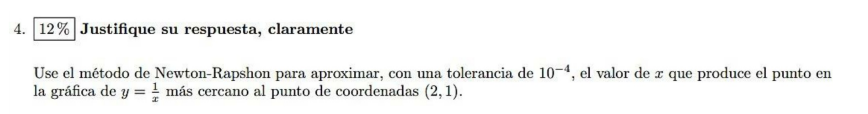 4. 12% Justifique su respuesta, claramente
Use el método de Newton-Rapshon para aproximar, con una tolerancia de 10⁻⁴, el valor de x que produce el punto en
la gráfica de y = 1/x más cercano al punto de coordenadas (2, 1).